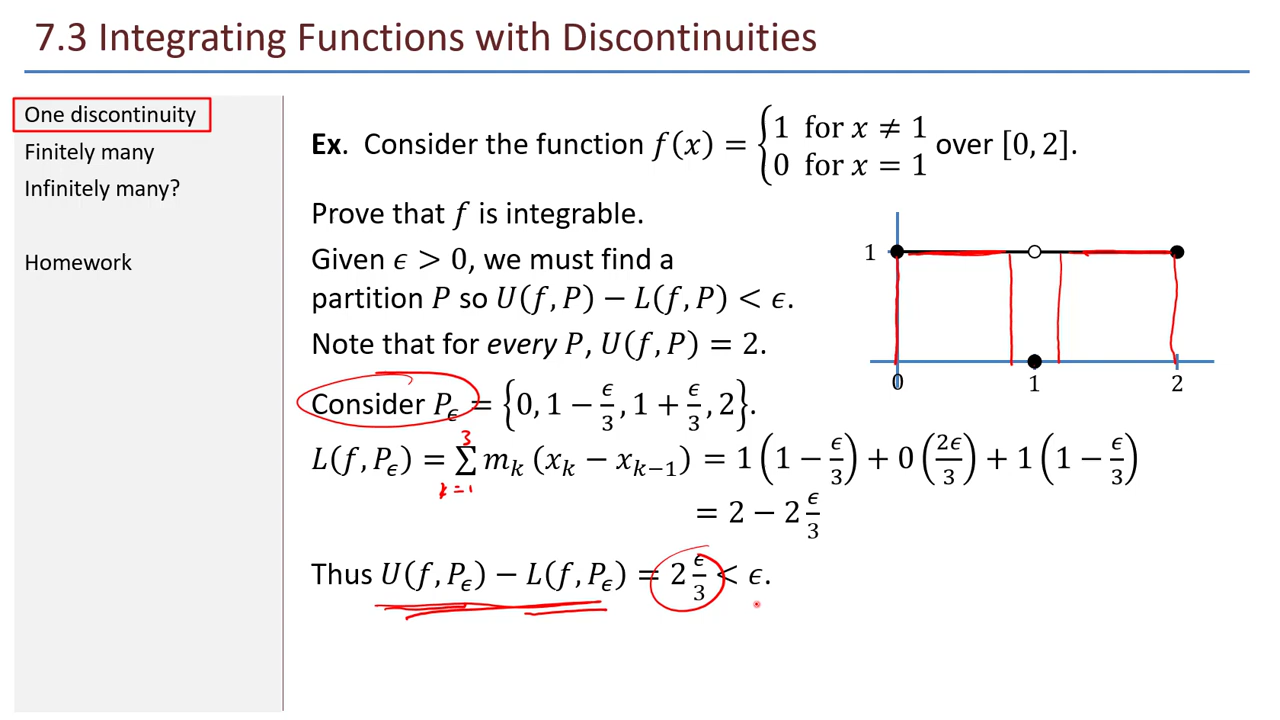 7.3 Integrating Functions with Discontinuities
One discontinuity
Finitely many
Infinitely many?
Homework
Ex. Consider the function f(x) = {1 for x ≠ 1
0 for x = 1 over [0, 2].
Prove that f is integrable.
Given ϵ > 0, we must find a
partition P so U(f, P) − L(f, P) < ϵ.
Note that for every P, U(f, P) = 2.
Consider P_ϵ = {0, 1 − ϵ/3, 1 + ϵ/3, 2}.
3
L(f, P_ϵ) = Σ m_k (x_k − x_{k−1}) = 1(1 − ϵ/3) + 0(2ϵ/3) + 1(1 − ϵ/3)
k=1
= 2 − 2 ϵ/3
Thus U(f, P_ϵ) − L(f, P_ϵ) = 2 ϵ/3 < ϵ.
1
0 1 2